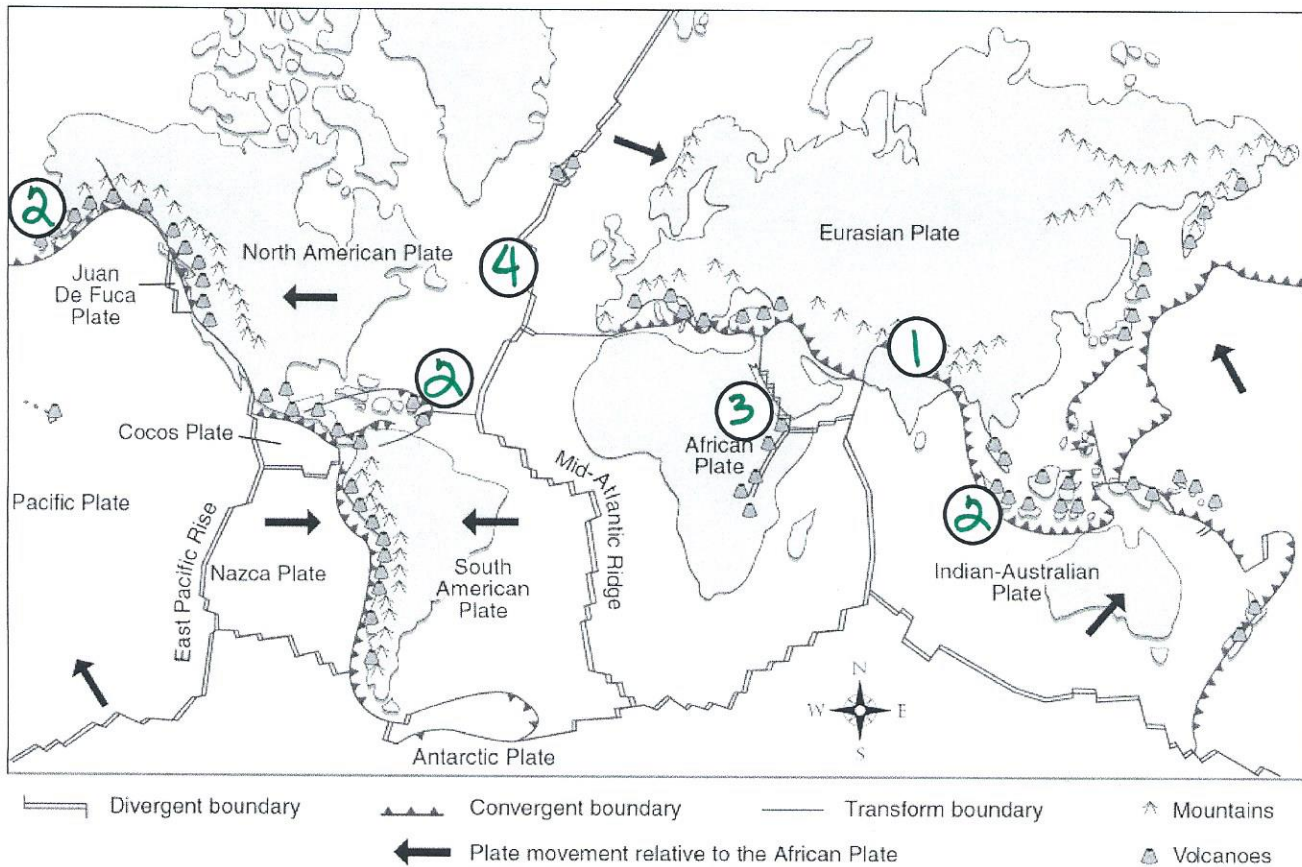 2
North American Plate
Juan
De Fuca
Plate
4
Eurasian Plate
1
2
3
Cocos Plate
African
Plate
Pacific Plate
East Pacific Rise
Mid-Atlantic Ridge
2
Nazca Plate
South
American
Plate
Indian-Australian
Plate
N
W
E
S
Antarctic Plate
Divergent boundary
Convergent boundary
Transform boundary
Mountains
Plate movement relative to the African Plate
Volcanoes